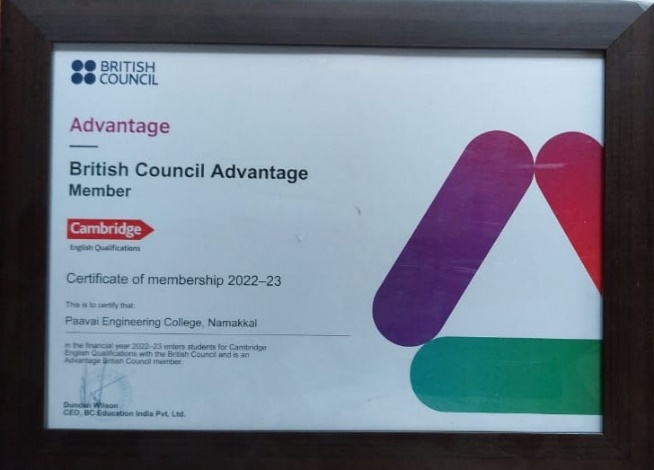 BRITISH
COUNCIL
Advantage
British Council Advantage
Member
Cambridge
English Qualifications
Certificate of membership 2022–23
This is to certify that:
Paavai Engineering College, Namakkal
in the financial year 2022–23 enters students for Cambridge
English Qualifications with the British Council and is an
Advantage British Council member.
Duncan Wilson
CEO, BC Education India Pvt. Ltd.